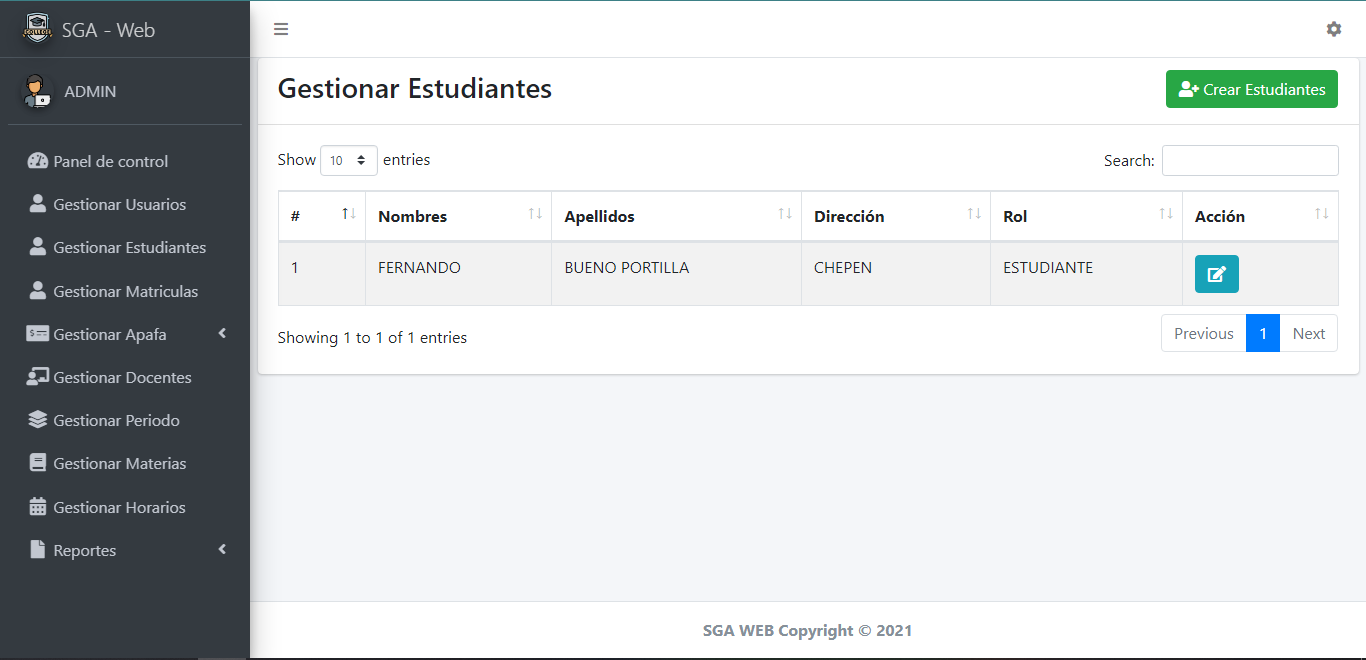 COLLEGE
SGA - Web
ADMIN
Panel de control
Gestionar Usuarios
Gestionar Estudiantes
Gestionar Matriculas
Gestionar Apafa
Gestionar Docentes
Gestionar Periodo
Gestionar Materias
Gestionar Horarios
Reportes
Gestionar Estudiantes
Crear Estudiantes
Show 10 entries
Search:
# Nombres Apellidos Dirección Rol Acción
1 FERNANDO BUENO PORTILLA CHEPEN ESTUDIANTE
Showing 1 to 1 of 1 entries
Previous 1 Next
SGA WEB Copyright © 2021